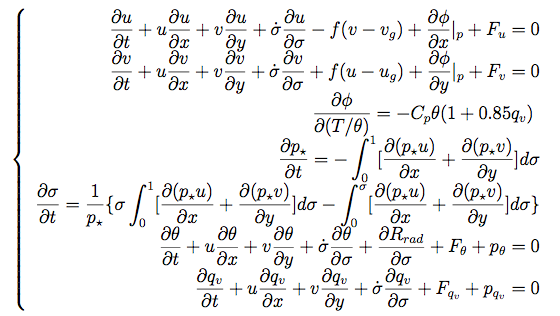 ∂u/∂t + u ∂u/∂x + v ∂u/∂y + σ̇ ∂u/∂σ − f(v − v_g) + ∂ϕ/∂x|_p + F_u = 0
∂v/∂t + u ∂v/∂x + v ∂v/∂y + σ̇ ∂v/∂σ + f(u − u_g) + ∂ϕ/∂y|_p + F_v = 0
∂ϕ/∂(T/θ) = −C_pθ(1 + 0.85q_v)
∂p_⋆/∂t = −∫_0^1[∂(p_⋆u)/∂x + ∂(p_⋆v)/∂y]dσ
∂σ/∂t = 1/p_⋆{σ∫_0^1[∂(p_⋆u)/∂x + ∂(p_⋆v)/∂y]dσ − ∫_0^σ[∂(p_⋆u)/∂x + ∂(p_⋆v)/∂y]dσ}
∂θ/∂t + u ∂θ/∂x + v ∂θ/∂y + σ̇ ∂θ/∂σ + ∂R_rad/∂σ + F_θ + p_θ = 0
∂q_v/∂t + u ∂q_v/∂x + v ∂q_v/∂y + σ̇ ∂q_v/∂σ + F_{q_v} + p_{q_v} = 0